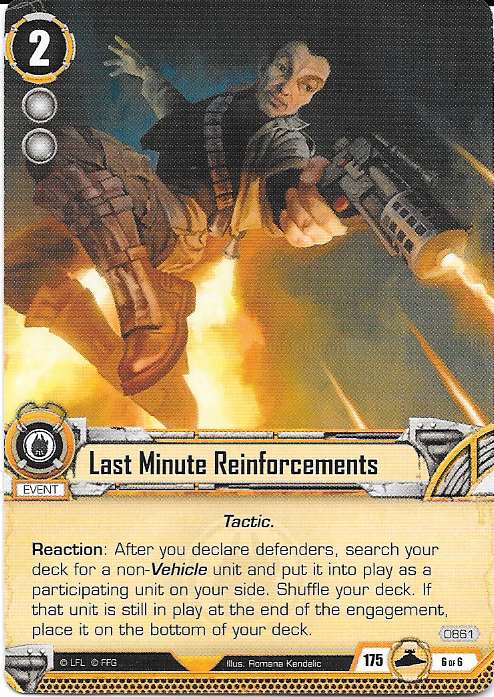 2
Last Minute Reinforcements
EVENT
Tactic.
Reaction: After you declare defenders, search your
deck for a non-Vehicle unit and put it into play as a
participating unit on your side. Shuffle your deck. If
that unit is still in play at the end of the engagement,
place it on the bottom of your deck.
0661
© LFL © FFG
Illus. Romana Kendelic
175
6 OF 6